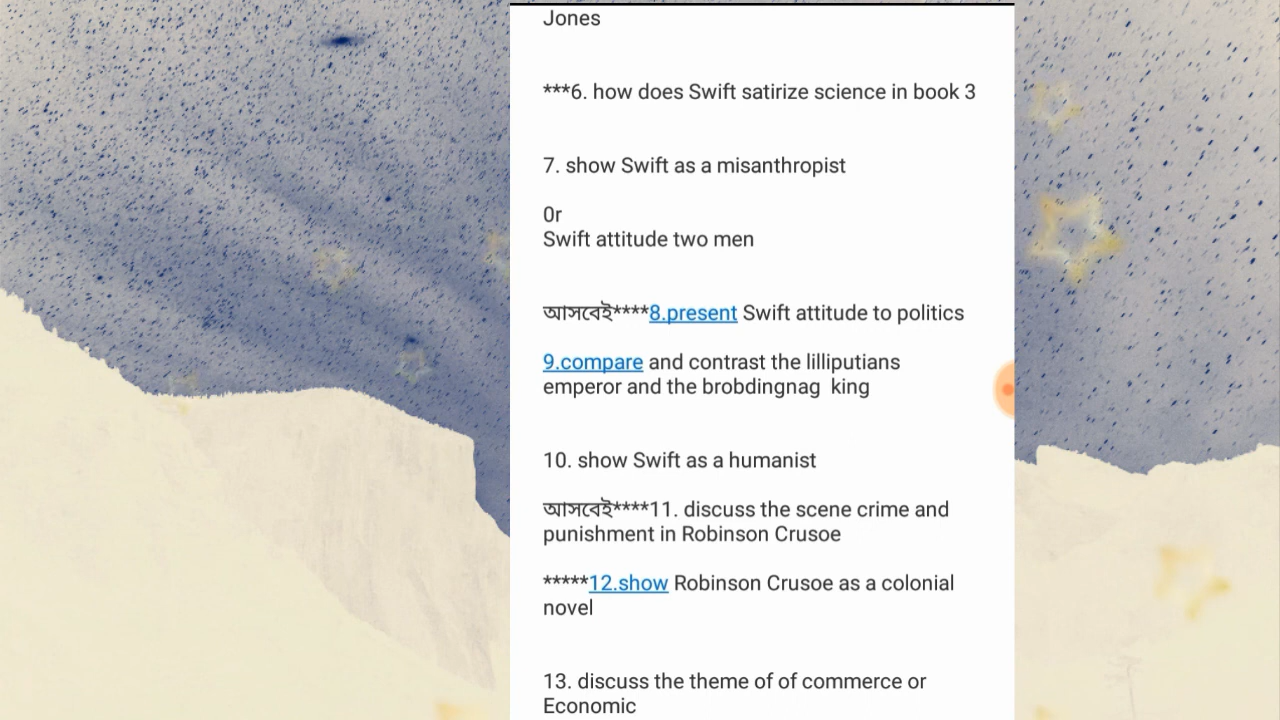 Jones
***6. how does Swift satirize science in book 3
7. show Swift as a misanthropist
0r
Swift attitude two men
আসবেই****8.present Swift attitude to politics
9.compare and contrast the lilliputians
emperor and the brobdingnag  king
10. show Swift as a humanist
আসবেই****11. discuss the scene crime and
punishment in Robinson Crusoe
*****12.show Robinson Crusoe as a colonial
novel
13. discuss the theme of of commerce or
Economic